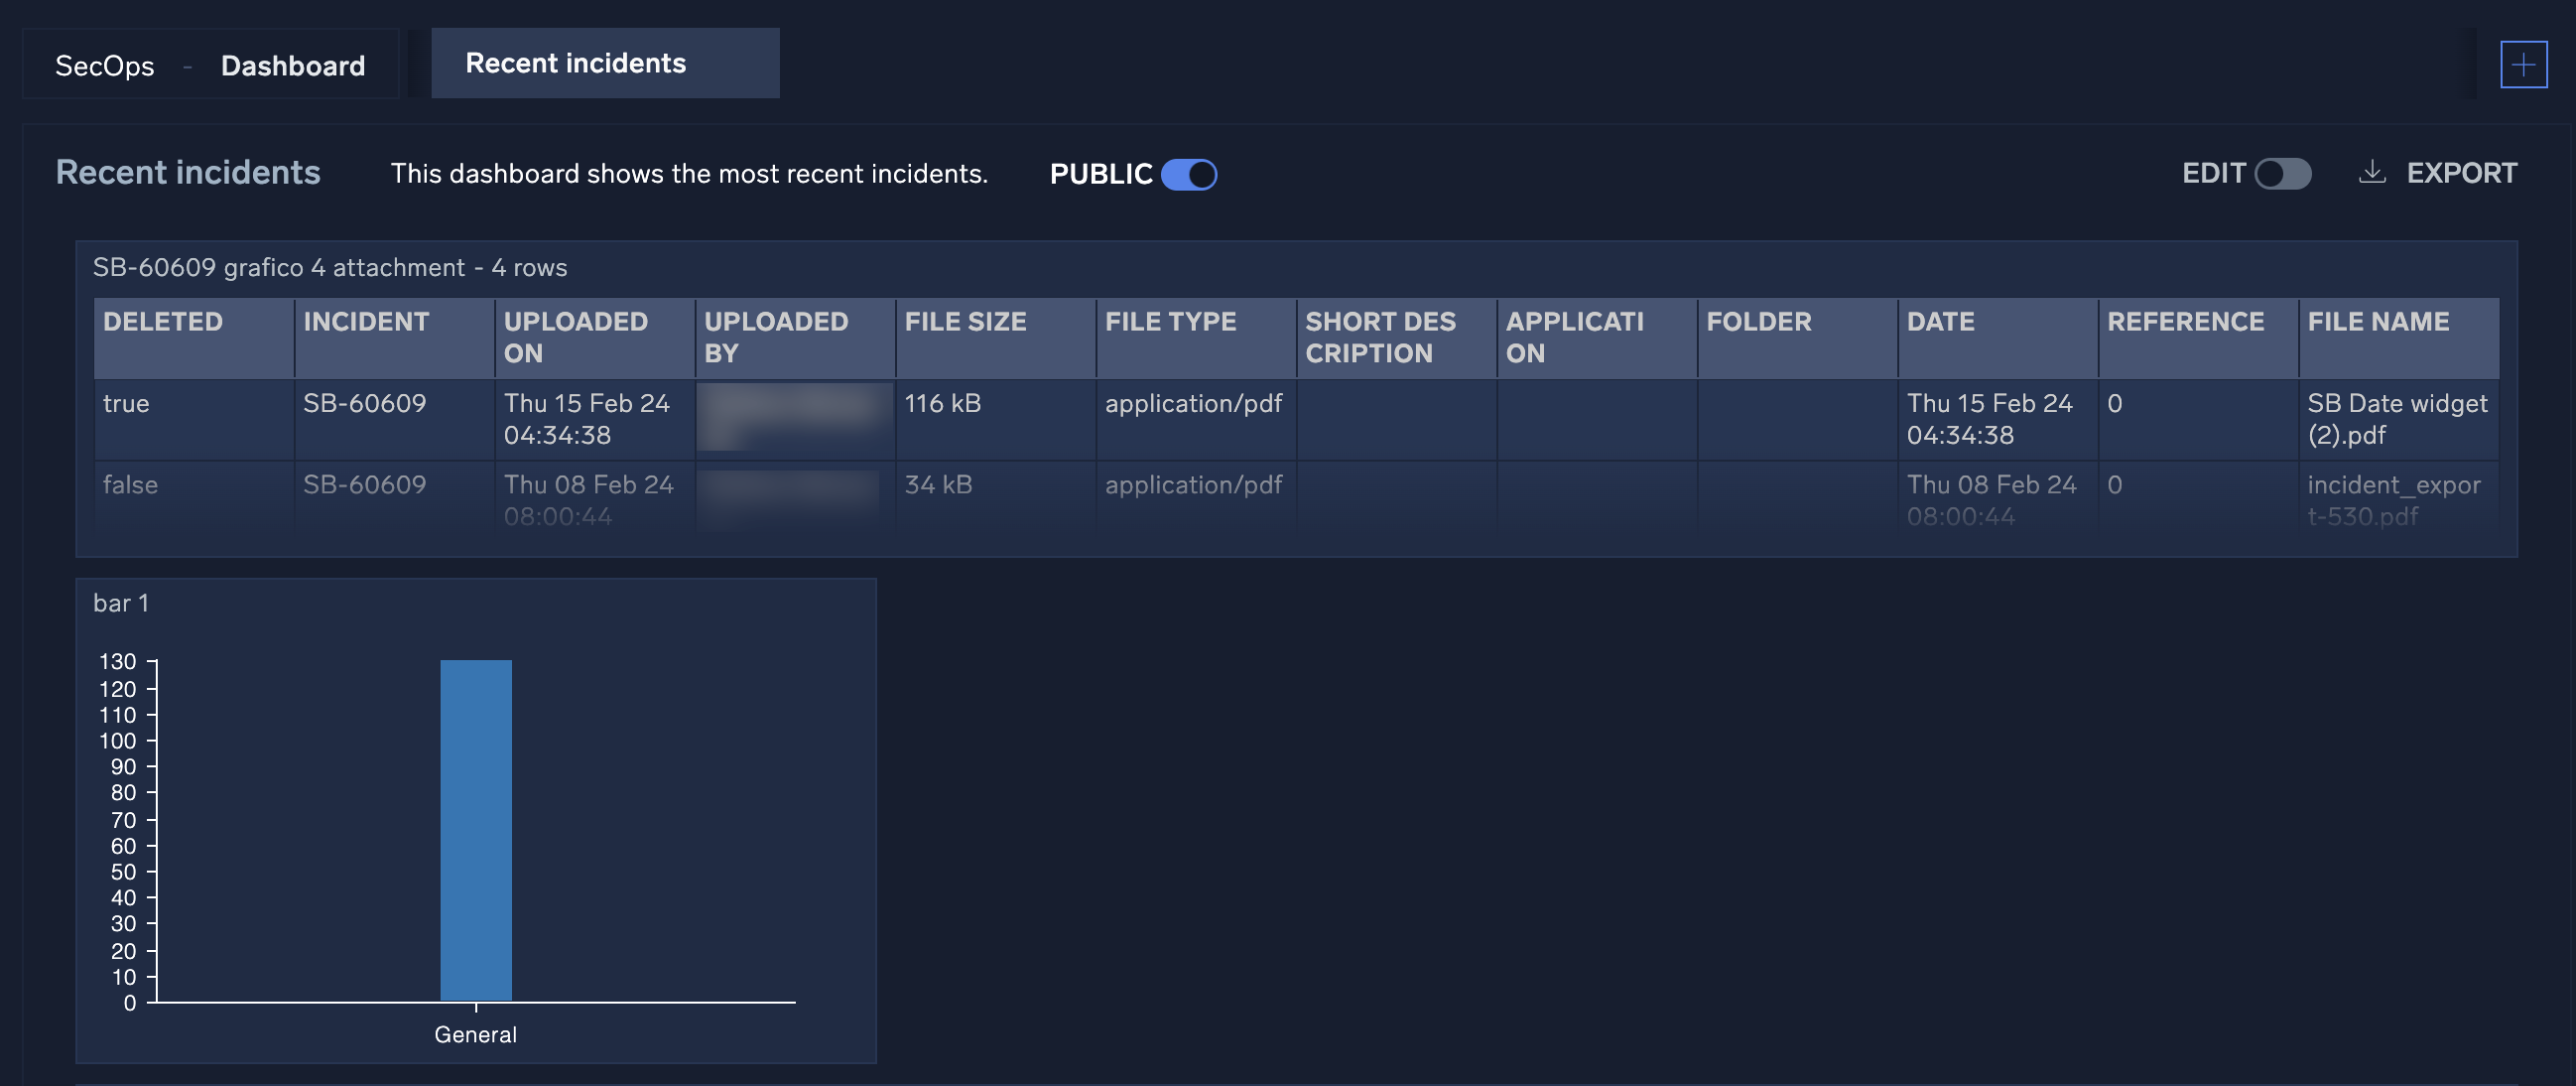 SecOps - Dashboard
Recent incidents
Recent incidents
This dashboard shows the most recent incidents.
PUBLIC
EDIT
EXPORT
SB-60609 grafico 4 attachment - 4 rows
DELETED
INCIDENT
UPLOADED
ON
UPLOADED
BY
FILE SIZE
FILE TYPE
SHORT DES
CRIPTION
APPLICATI
ON
FOLDER
DATE
REFERENCE
FILE NAME
true
SB-60609
Thu 15 Feb 24
04:34:38
116 kB
application/pdf
Thu 15 Feb 24
04:34:38
0
SB Date widget
(2).pdf
false
SB-60609
Thu 08 Feb 24
08:00:44
34 kB
application/pdf
Thu 08 Feb 24
08:00:44
0
incident_expor
t-530.pdf
bar 1
130
120
110
100
90
80
70
60
50
40
30
20
10
0
General